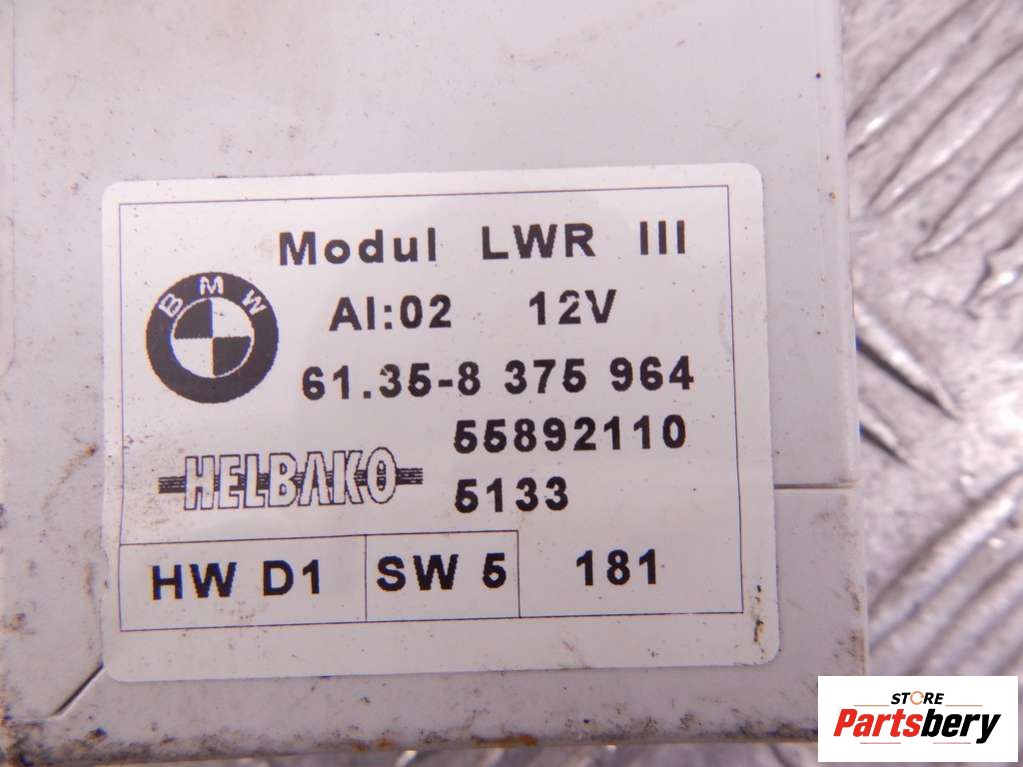 Modul LWR III
BMW
AI:02 12V
61.35-8 375 964
55892110
HELBAKO
5133
HW D1 SW 5 181
STORE
Partsbery